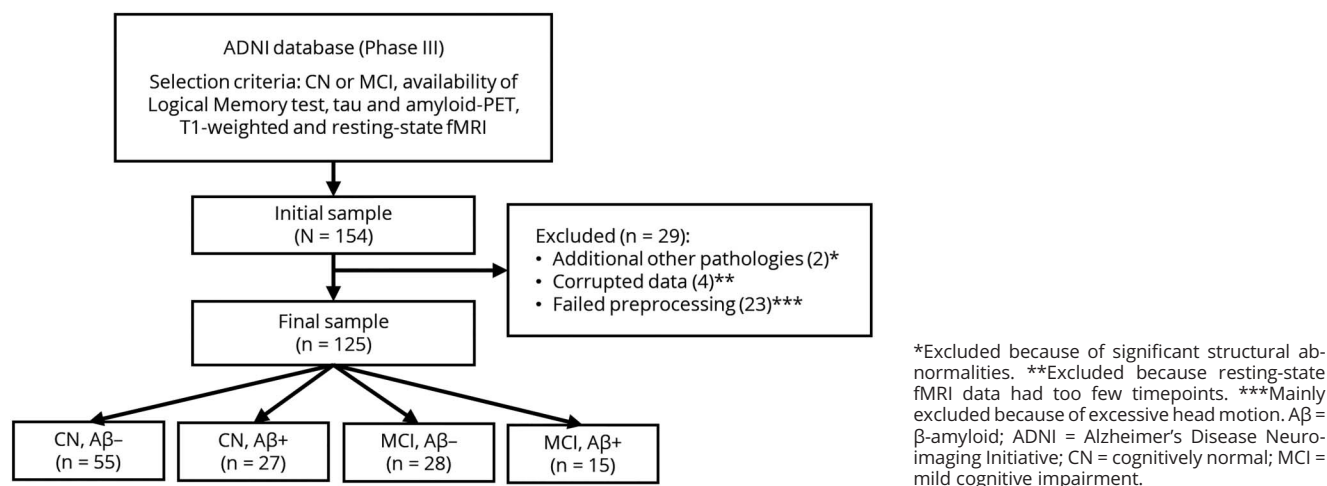 ADNI database (Phase III)
Selection criteria: CN or MCI, availability of
Logical Memory test, tau and amyloid-PET,
T1-weighted and resting-state fMRI
Initial sample
(N = 154)
Excluded (n = 29):
• Additional other pathologies (2)*
• Corrupted data (4)**
• Failed preprocessing (23)***
Final sample
(n = 125)
CN, Aβ−
(n = 55)
CN, Aβ+
(n = 27)
MCI, Aβ−
(n = 28)
MCI, Aβ+
(n = 15)
*Excluded because of significant structural ab-
normalities. **Excluded because resting-state
fMRI data had too few timepoints. ***Mainly
excluded because of excessive head motion. Aβ =
β-amyloid; ADNI = Alzheimer's Disease Neuro-
imaging Initiative; CN = cognitively normal; MCI =
mild cognitive impairment.